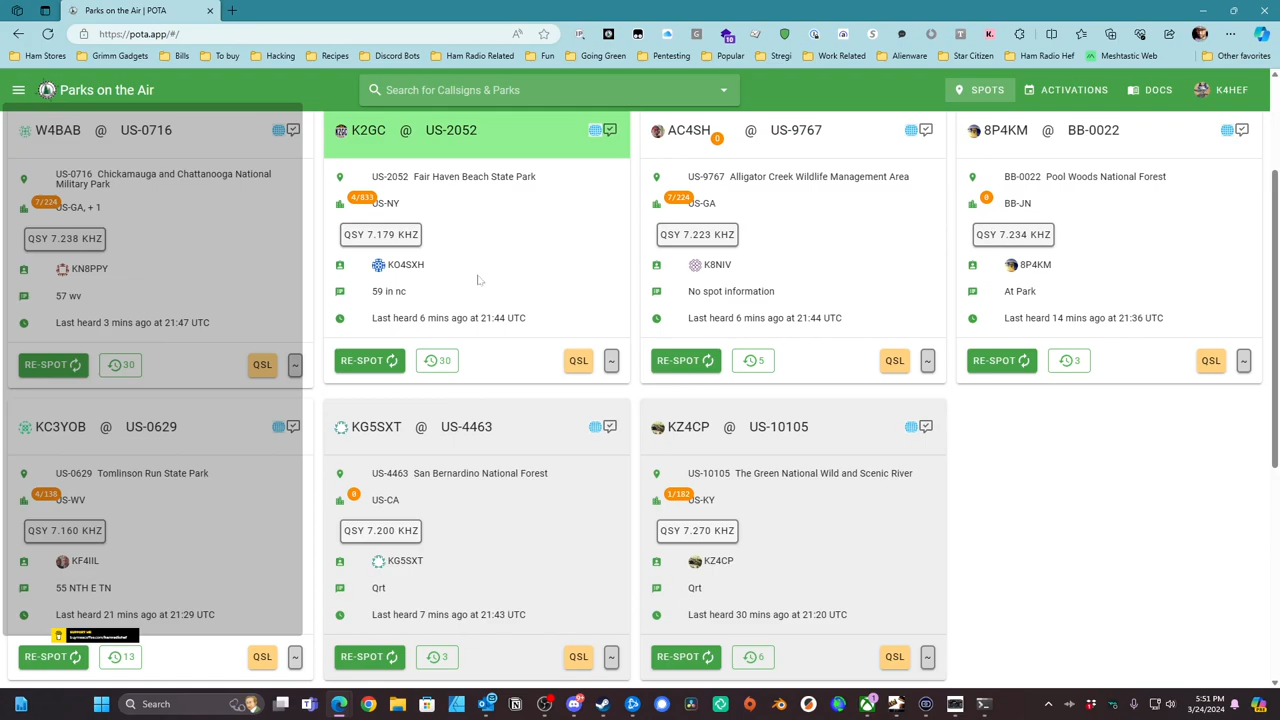 Parks on the Air | POTA
https://pota.app/#/
Ham Stores
Grimm Gadgets
Bills
To buy
Hacking
Recipes
Discord Bots
Ham Radio Related
Fun
Going Green
Pentesting
Popular
Stregi
Work Related
Alienware
Star Citizen
Ham Radio Hef
Meshtastic Web
Other favorites
Parks on the Air
Search for Callsigns & Parks
SPOTS
ACTIVATIONS
DOCS
K4HEF
W4BAB @ US-0716
US-0716 Chickamauga and Chattanooga National
Military Park
7/224
US-GA, + 1
QSY 7.238 KHZ
KN8PPY
57 wv
Last heard 3 mins ago at 21:47 UTC
RE-SPOT
30
QSL
~
K2GC @ US-2052
US-2052 Fair Haven Beach State Park
4/833
US-NY
QSY 7.179 KHZ
KO4SXH
59 in nc
Last heard 6 mins ago at 21:44 UTC
RE-SPOT
30
QSL
~
AC4SH 0 @ US-9767
US-9767 Alligator Creek Wildlife Management Area
7/224
US-GA
QSY 7.223 KHZ
K8NIV
No spot information
Last heard 6 mins ago at 21:44 UTC
RE-SPOT
5
QSL
~
8P4KM @ BB-0022
BB-0022 Pool Woods National Forest
0
BB-JN
QSY 7.234 KHZ
8P4KM
At Park
Last heard 14 mins ago at 21:36 UTC
RE-SPOT
3
QSL
~
KC3YOB @ US-0629
US-0629 Tomlinson Run State Park
4/138
US-WV
QSY 7.160 KHZ
KF4IIL
55 NTH E TN
Last heard 21 mins ago at 21:29 UTC
SUPPORT ME
RE-SPOT
13
QSL
~
KG5SXT @ US-4463
US-4463 San Bernardino National Forest
0
US-CA
QSY 7.200 KHZ
KG5SXT
Qrt
Last heard 7 mins ago at 21:43 UTC
RE-SPOT
3
QSL
~
KZ4CP @ US-10105
US-10105 The Green National Wild and Scenic River
1/182
US-KY
QSY 7.270 KHZ
KZ4CP
Qrt
Last heard 30 mins ago at 21:20 UTC
RE-SPOT
6
QSL
~
Search
5:51 PM
3/24/2024